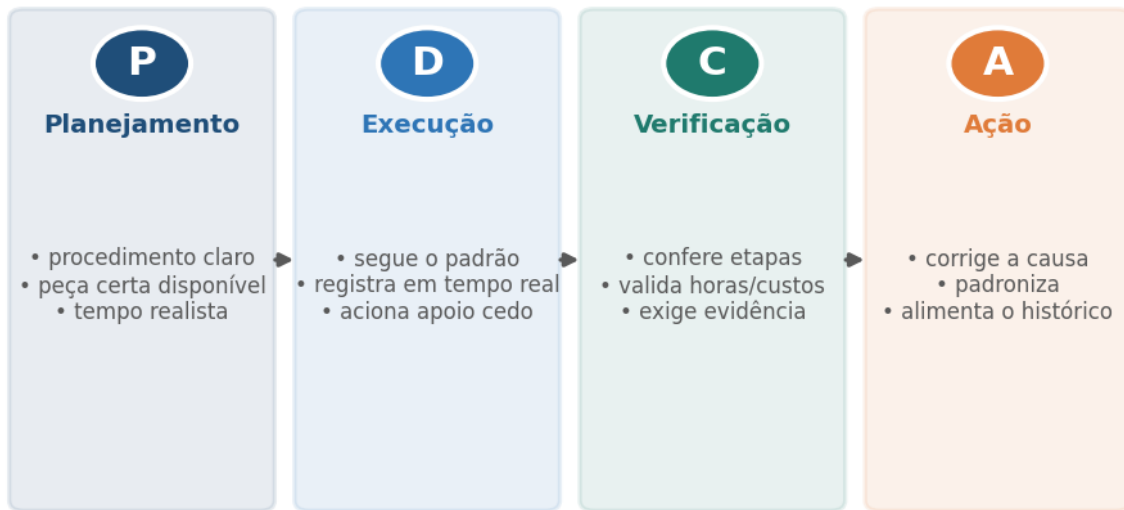 P
Planejamento
• procedimento claro
• peça certa disponível
• tempo realista
D
Execução
• segue o padrão
• registra em tempo real
• aciona apoio cedo
C
Verificação
• confere etapas
• valida horas/custos
• exige evidência
A
Ação
• corrige a causa
• padroniza
• alimenta o histórico